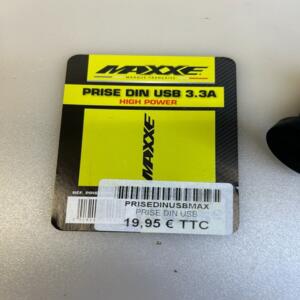 MAXXE
MARQUE FRANÇAISE
PRISE DIN USB 3.3A
HIGH POWER
MAXXE
PRISEDINUSBMAX
PRISE DIN USB
19,95 € TTC